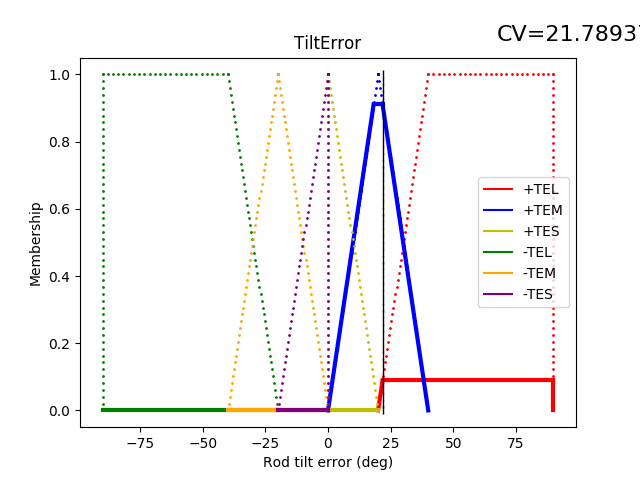 CV=21.78937
TiltError
1.0
0.8
0.6
0.4
0.2
0.0
Membership
+TEL
+TEM
+TES
-TEL
-TEM
-TES
−75 −50 −25 0 25 50 75
Rod tilt error (deg)